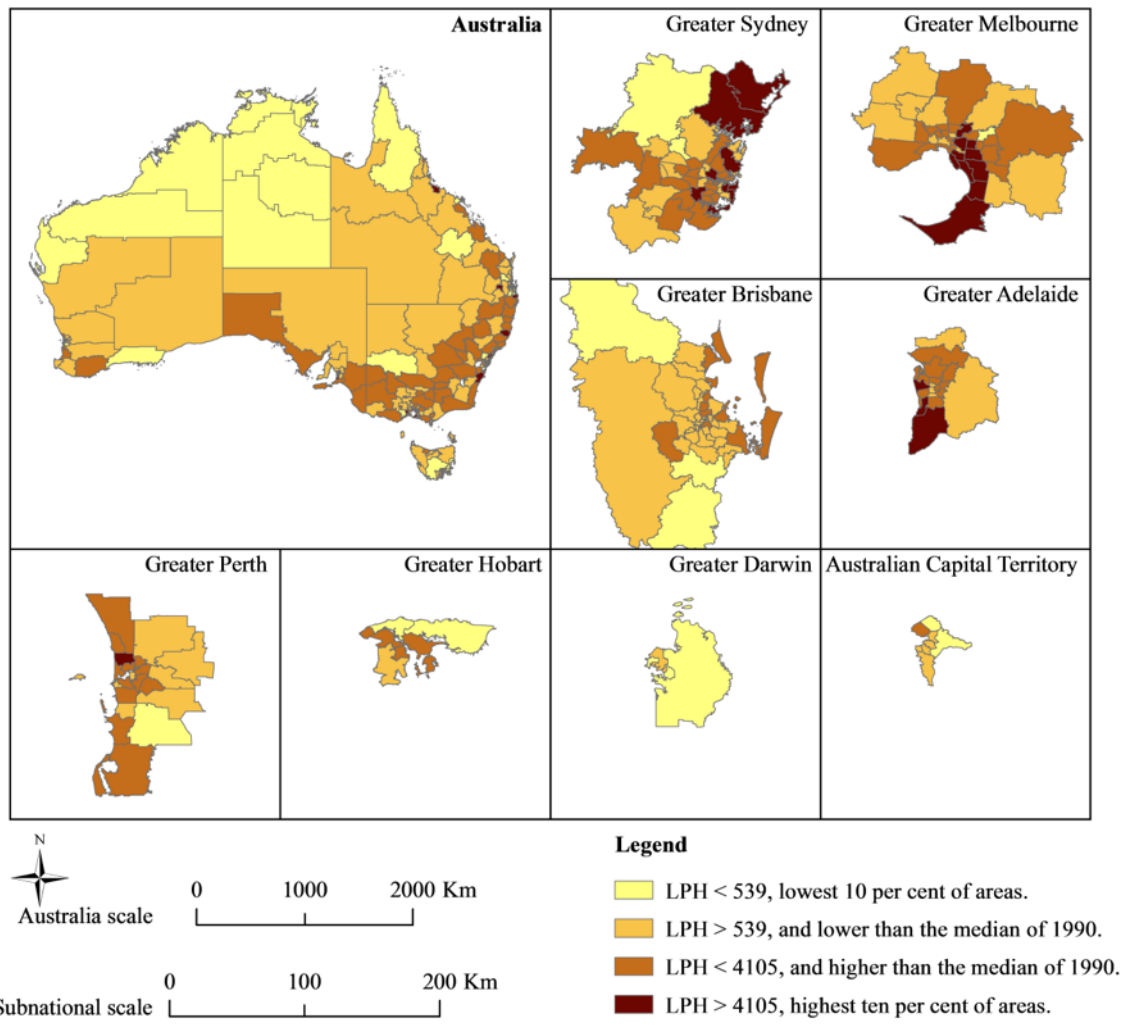 Australia
Greater Sydney
Greater Melbourne
Greater Brisbane
Greater Adelaide
Greater Perth
Greater Hobart
Greater Darwin
Australian Capital Territory
N
0 1000 2000 Km
Australia scale
0 100 200 Km
Subnational scale
Legend
LPH < 539, lowest 10 per cent of areas.
LPH > 539, and lower than the median of 1990.
LPH < 4105, and higher than the median of 1990.
LPH > 4105, highest ten per cent of areas.